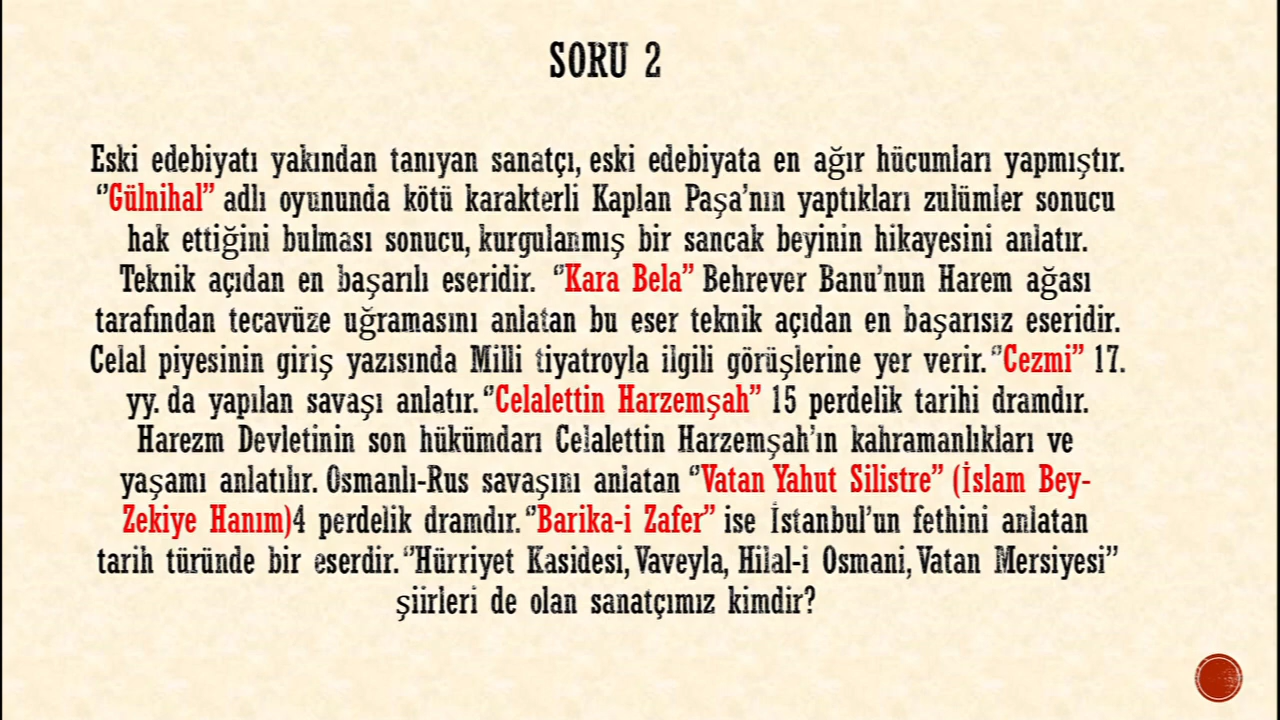 SORU 2
Eski edebiyatı yakından tanıyan sanatçı, eski edebiyata en ağır hücumları yapmıştır.
“Gülnihal” adlı oyununda kötü karakterli Kaplan Paşa’nın yaptıkları zulümler sonucu
hak ettiğini bulması sonucu, kurgulanmış bir sancak beyinin hikayesini anlatır.
Teknik açıdan en başarılı eseridir. “Kara Bela” Behrever Banu’nun Harem ağası
tarafından tecavüze uğramasını anlatan bu eser teknik açıdan en başarısız eseridir.
Celal piyesinin giriş yazısında Milli tiyatroyla ilgili görüşlerine yer verir. “Cezmi” 17.
yy. da yapılan savaşı anlatır. “Celalettin Harzemşah” 15 perdelik tarihi dramdır.
Harezm Devletinin son hükümdarı Celalettin Harzemşah’ın kahramanlıkları ve
yaşamı anlatılır. Osmanlı-Rus savaşını anlatan “Vatan Yahut Silistre” (İslam Bey-
Zekiye Hanım)4 perdelik dramdır. “Barika-i Zafer” ise İstanbul’un fethini anlatan
tarih türünde bir eserdir. “Hürriyet Kasidesi, Vaveyla, Hilal-i Osmani, Vatan Mersiyesi”
şiirleri de olan sanatçımız kimdir?